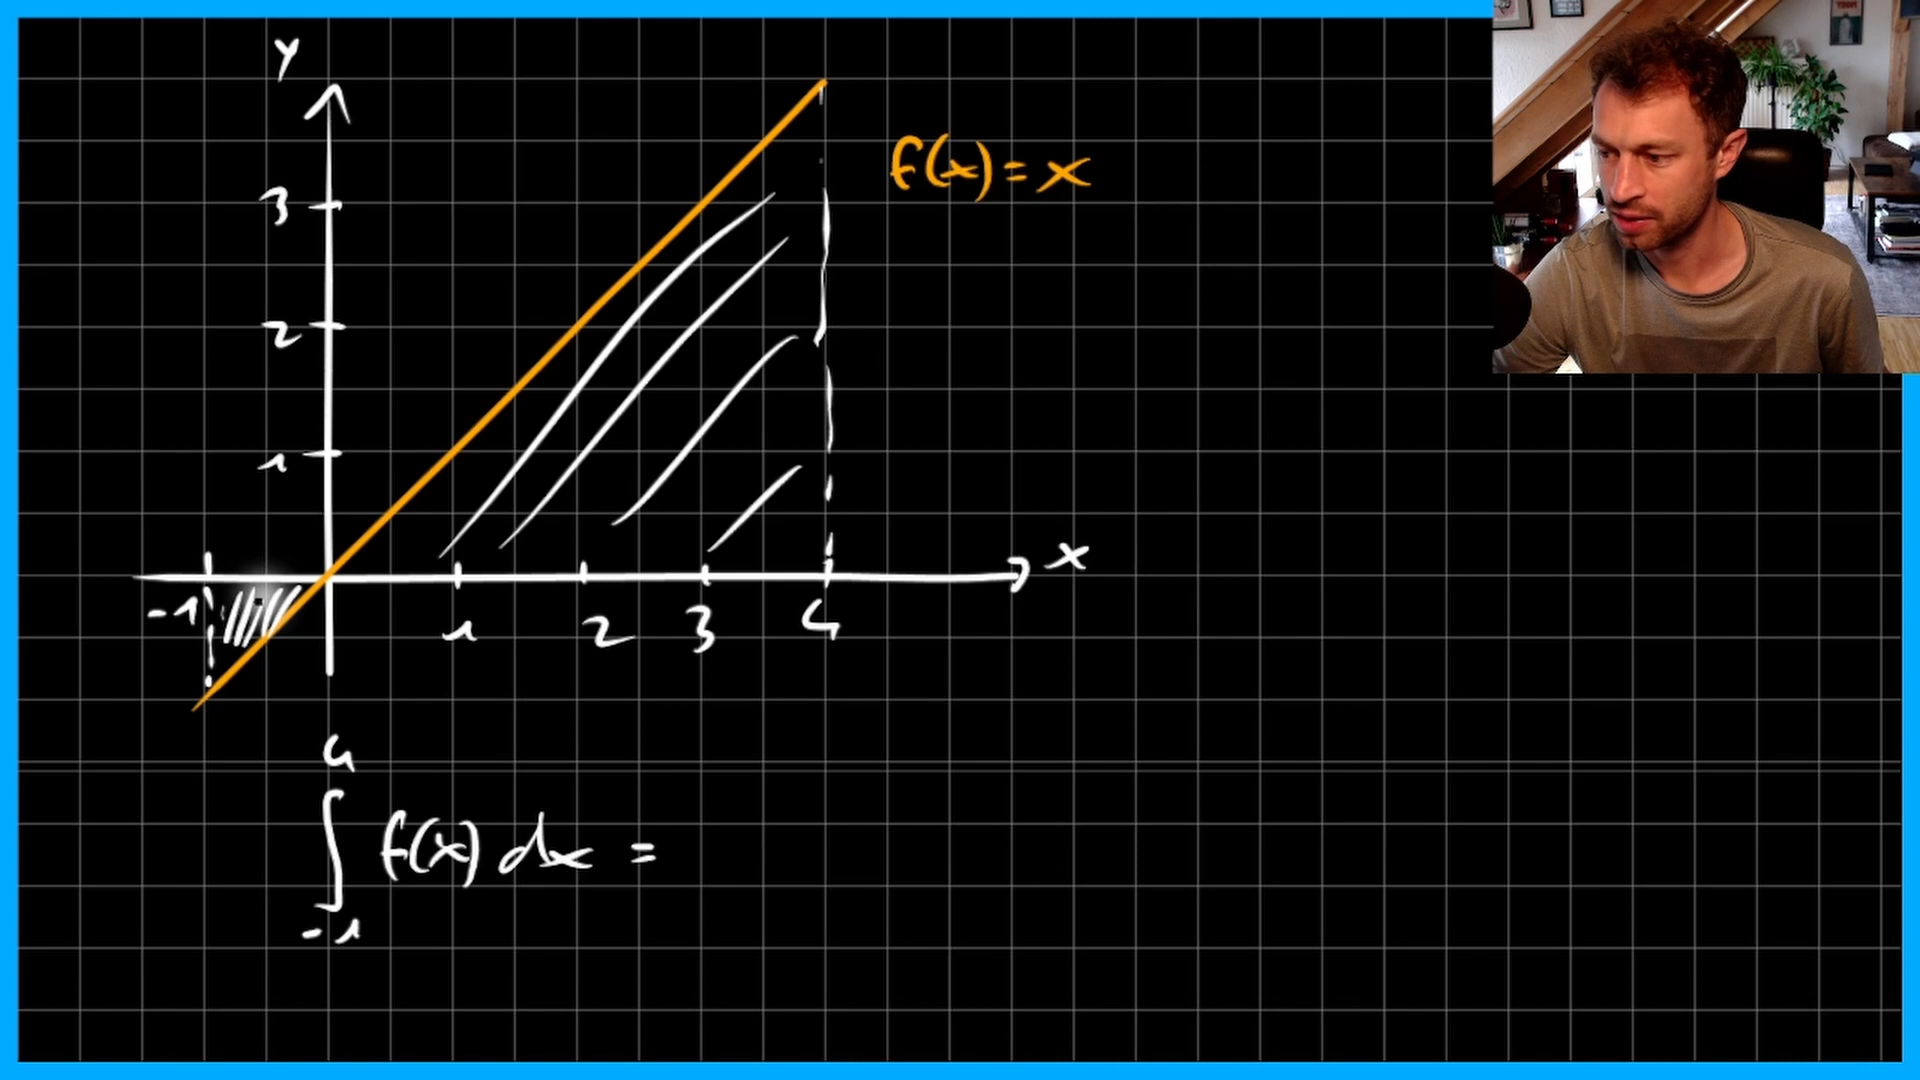 y
f(x) = x
3
2
1
x
-1
1 2 3 4
4
∫ f(x) dx =
-1